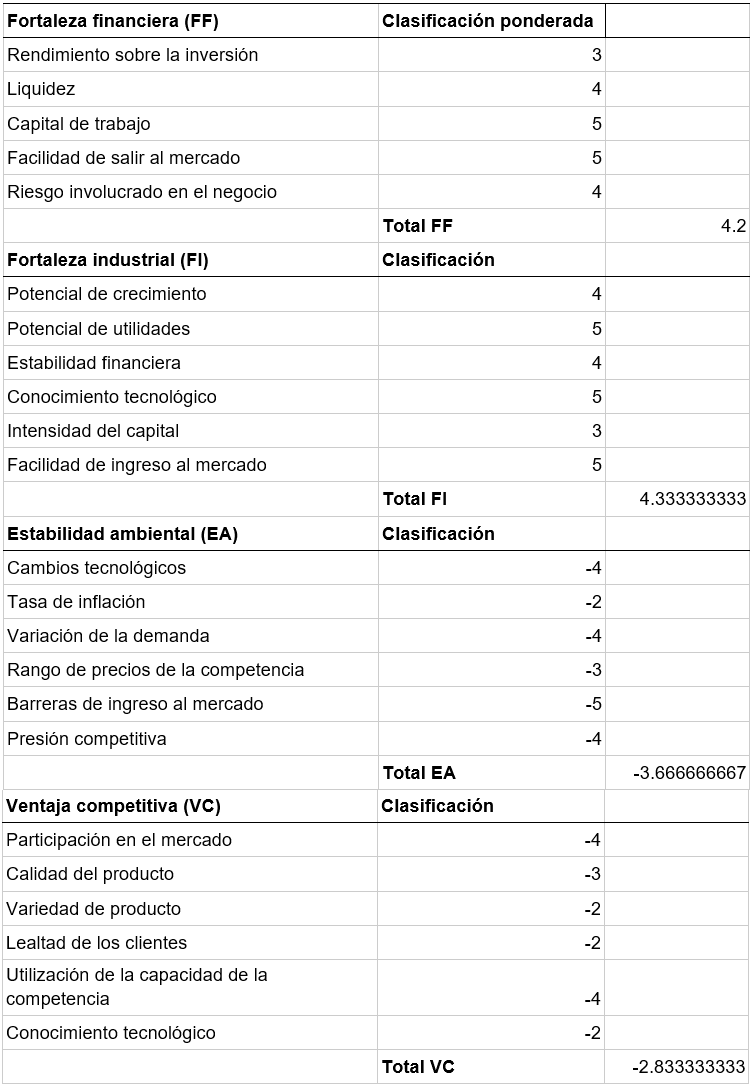 Fortaleza financiera (FF) Clasificación ponderada
Rendimiento sobre la inversión 3
Liquidez 4
Capital de trabajo 5
Facilidad de salir al mercado 5
Riesgo involucrado en el negocio 4
Total FF 4.2
Fortaleza industrial (FI) Clasificación
Potencial de crecimiento 4
Potencial de utilidades 5
Estabilidad financiera 4
Conocimiento tecnológico 5
Intensidad del capital 3
Facilidad de ingreso al mercado 5
Total FI 4.333333333
Estabilidad ambiental (EA) Clasificación
Cambios tecnológicos -4
Tasa de inflación -2
Variación de la demanda -4
Rango de precios de la competencia -3
Barreras de ingreso al mercado -5
Presión competitiva -4
Total EA -3.666666667
Ventaja competitiva (VC) Clasificación
Participación en el mercado -4
Calidad del producto -3
Variedad de producto -2
Lealtad de los clientes -2
Utilización de la capacidad de la
competencia -4
Conocimiento tecnológico -2
Total VC -2.833333333